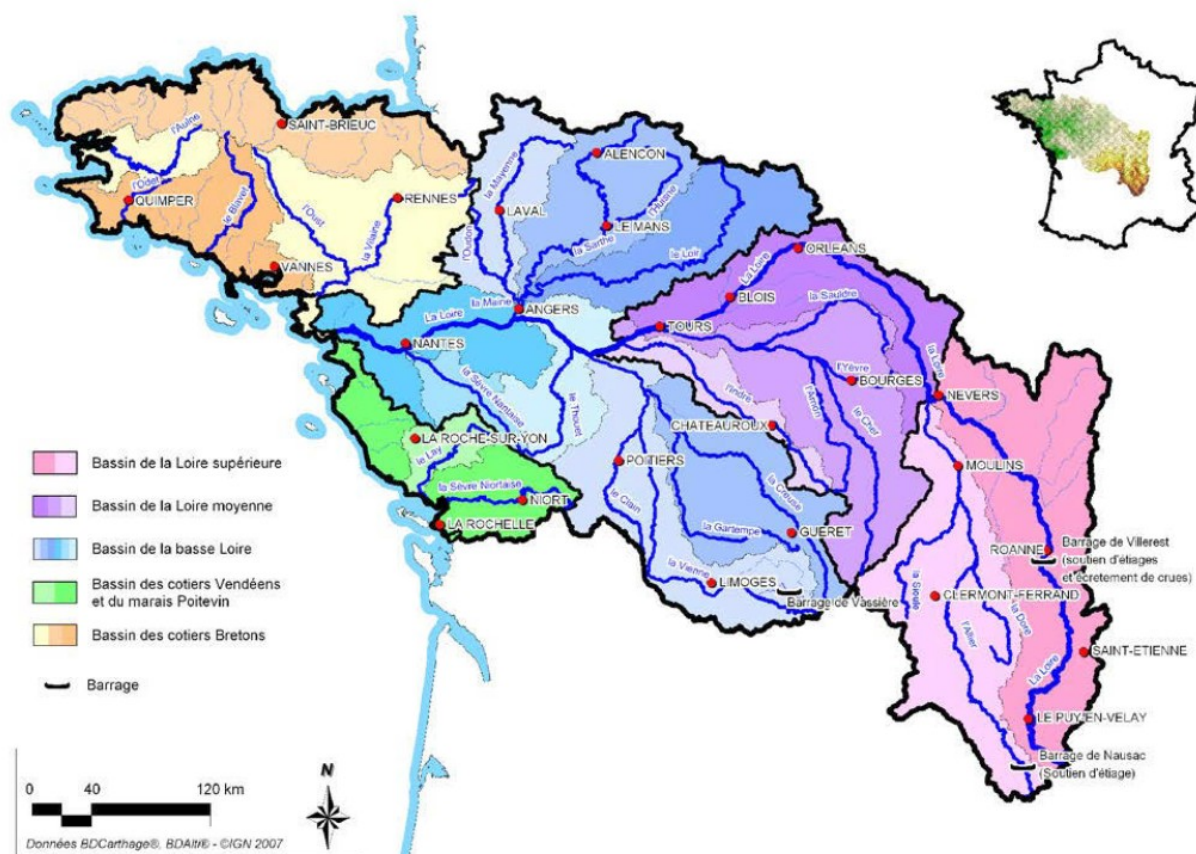 SAINT-BRIEUC
l'Aulne
l'Odet
QUIMPER
le Blavet
l'Oust
RENNES
la Vilaine
VANNES
la Mayenne
LAVAL
l'Oudon
ALENCON
l'Huisne
LE MANS
la Sarthe
le Loir
la Maine
ANGERS
La Loire
NANTES
la Sèvre Nantaise
le Thouet
ORLEANS
La Loire
BLOIS
la Sauldre
TOURS
la Loire
l'Yèvre
BOURGES
NEVERS
l'Indre
l'Arnon
le Cher
CHATEAUROUX
LA ROCHE-SUR-YON
le Lay
la Sèvre Niortaise
NIORT
LA ROCHELLE
POITIERS
le Clain
la Creuse
la Gartempe
GUERET
la Vienne
LIMOGES
Barrage de Vassière
MOULINS
ROANNE
Barrage de Villerest
(soutien d'étiages
et écretement de crues)
la Sioule
CLERMONT-FERRAND
la Dore
l'Allier
SAINT-ETIENNE
La Loire
LE PUY-EN-VELAY
Barrage de Nausac
(Soutien d'étiage)
Bassin de la Loire supérieure
Bassin de la Loire moyenne
Bassin de la basse Loire
Bassin des cotiers Vendéens
et du marais Poitevin
Bassin des cotiers Bretons
Barrage
N
0 40 120 km
Données BDCarthage®, BDAlti® - ©IGN 2007